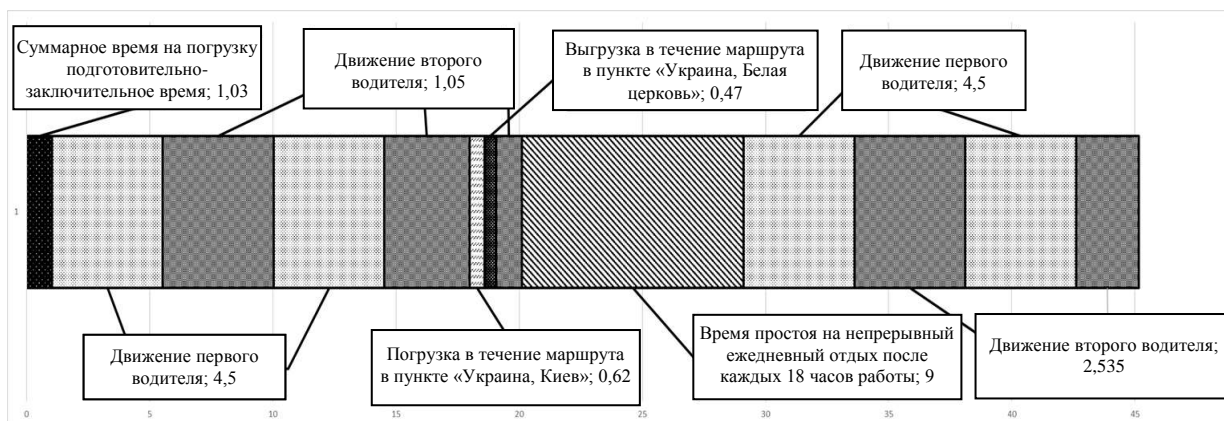 Суммарное время на погрузку
подготовительно-
заключительное время; 1,03
Движение второго
водителя; 1,05
Выгрузка в течение маршрута
в пункте «Украина, Белая
церковь»; 0,47
Движение первого
водителя; 4,5
1
Движение первого
водителя; 4,5
Погрузка в течение маршрута
в пункте «Украина, Киев»; 0,62
Время простоя на непрерывный
ежедневный отдых после
каждых 18 часов работы; 9
Движение второго водителя;
2,535
0 5 10 15 20 25 30 35 40 45